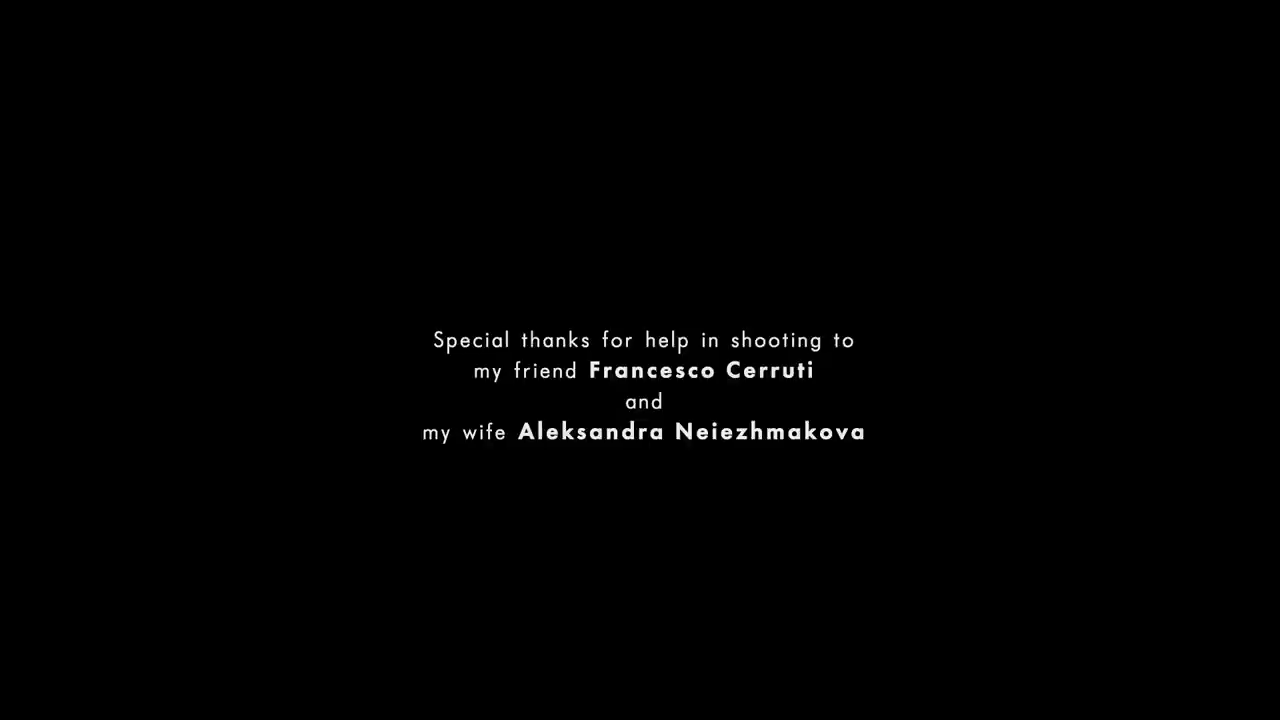 Special thanks for help in shooting to
my friend Francesco Cerruti
and
my wife Aleksandra Neiezhmakova